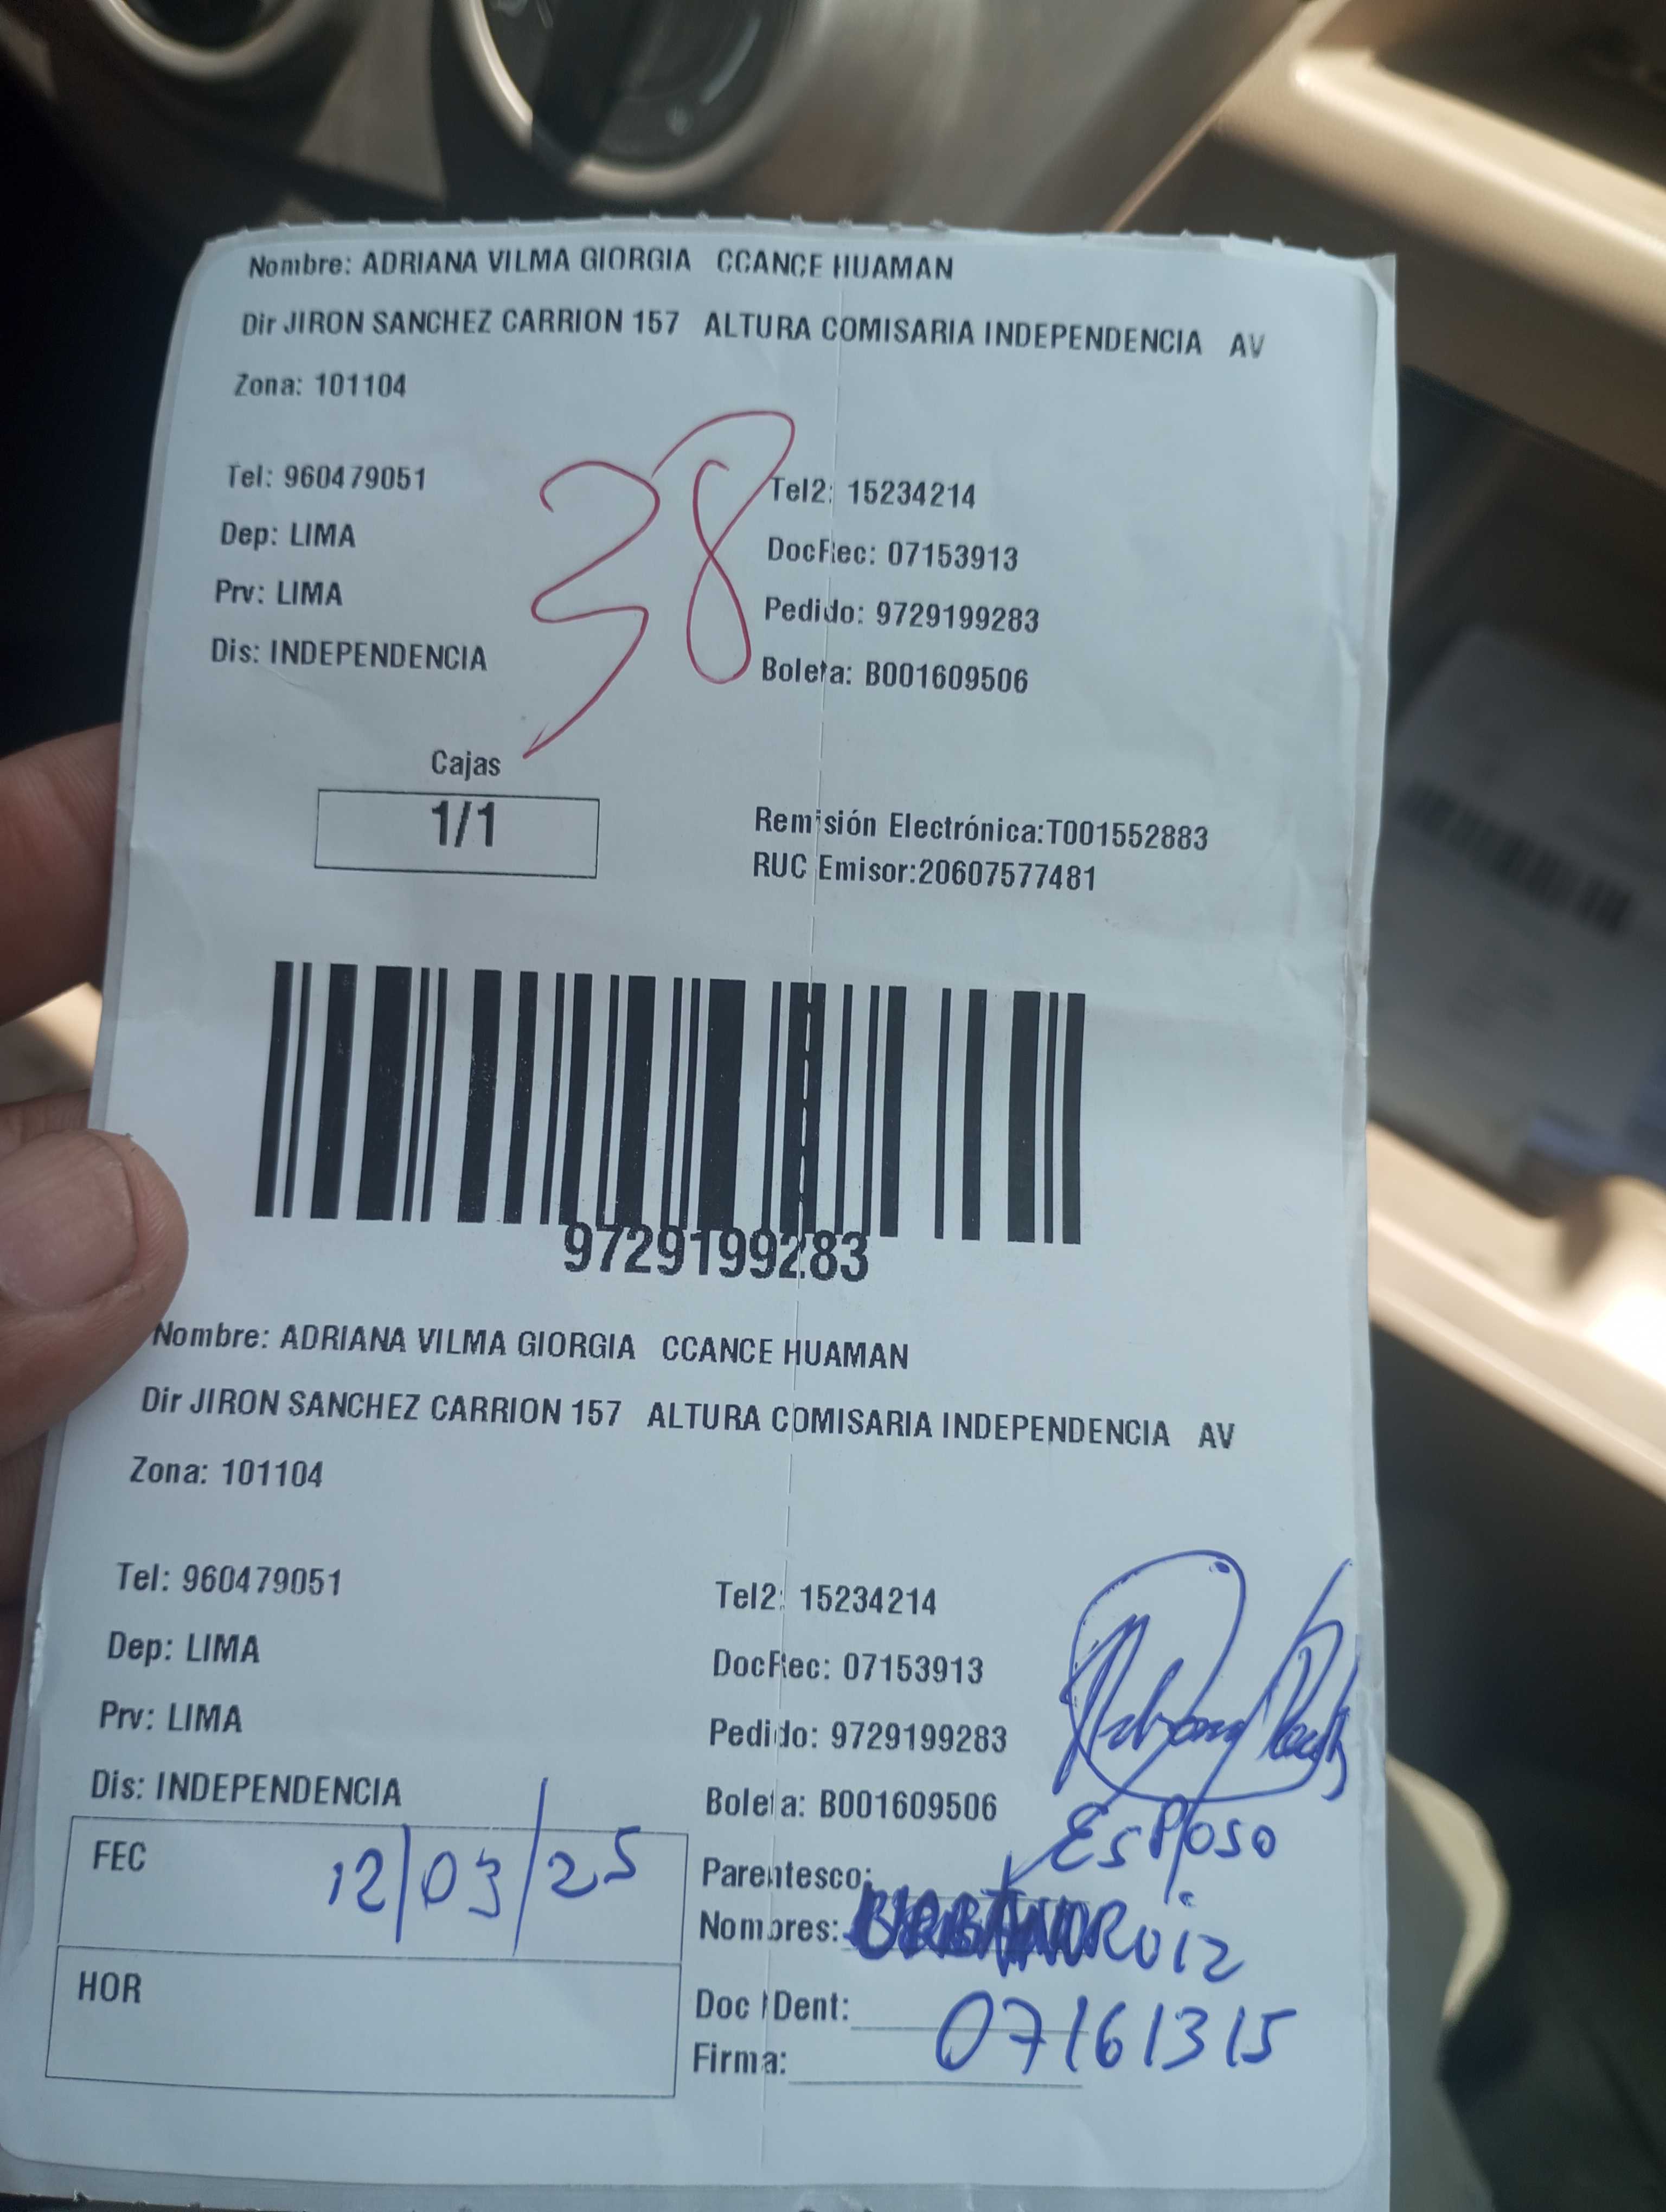 Nombre: ADRIANA VILMA GIORGIA CCANCE HUAMAN
Dir JIRON SANCHEZ CARRION 157 ALTURA COMISARIA INDEPENDENCIA AV
Zona: 101104
38
Tel: 960479051 Tel2: 15234214
Dep: LIMA DocRec: 07153913
Prv: LIMA Pedido: 9729199283
Dis: INDEPENDENCIA Boleta: B001609506
Cajas
1/1
Remisión Electrónica:T001552883
RUC Emisor:20607577481
9729199283
Nombre: ADRIANA VILMA GIORGIA CCANCE HUAMAN
Dir JIRON SANCHEZ CARRION 157 ALTURA COMISARIA INDEPENDENCIA AV
Zona: 101104
Tel: 960479051 Tel2: 15234214
Dep: LIMA DocRec: 07153913
Prv: LIMA Pedido: 9729199283
Dis: INDEPENDENCIA Boleta: B001609506
FEC 12/03/25
Parentesco: ESPOSO
Nombres: RUIZ
HOR
Doc IDent: 07161315
Firma: